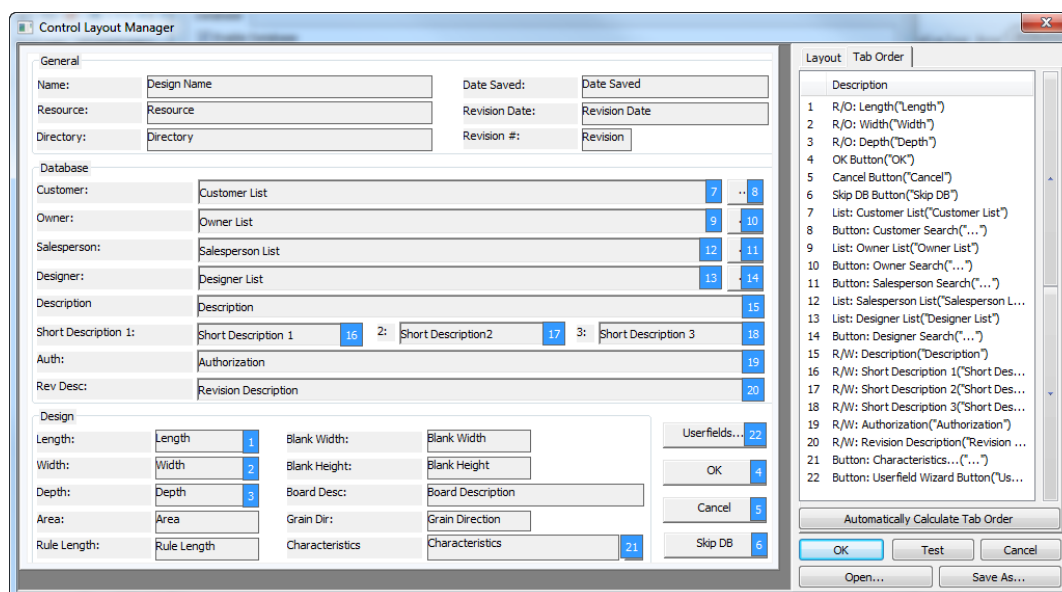 Control Layout Manager
General
Name: Design Name Date Saved: Date Saved
Resource: Resource Revision Date: Revision Date
Directory: Directory Revision #: Revision
Database
Customer: Customer List 7 .. 8
Owner: Owner List 9 10
Salesperson: Salesperson List 12 11
Designer: Designer List 13 14
Description Description 15
Short Description 1: Short Description 1 16 2: Short Description2 17 3: Short Description 3 18
Auth: Authorization 19
Rev Desc: Revision Description 20
Design
Length: Length 1 Blank Width: Blank Width
Width: Width 2 Blank Height: Blank Height
Depth: Depth 3 Board Desc: Board Description
Area: Area Grain Dir: Grain Direction
Rule Length: Rule Length Characteristics Characteristics 21
Userfields... 22
OK 4
Cancel 5
Skip DB 6
Layout Tab Order
Description
1 R/O: Length("Length")
2 R/O: Width("Width")
3 R/O: Depth("Depth")
4 OK Button("OK")
5 Cancel Button("Cancel")
6 Skip DB Button("Skip DB")
7 List: Customer List("Customer List")
8 Button: Customer Search("...")
9 List: Owner List("Owner List")
10 Button: Owner Search("...")
11 Button: Salesperson Search("...")
12 List: Salesperson List("Salesperson L...
13 List: Designer List("Designer List")
14 Button: Designer Search("...")
15 R/W: Description("Description")
16 R/W: Short Description 1("Short Des...
17 R/W: Short Description 2("Short Des...
18 R/W: Short Description 3("Short Des...
19 R/W: Authorization("Authorization")
20 R/W: Revision Description("Revision ...
21 Button: Characteristics...("...")
22 Button: Userfield Wizard Button("Us...
Automatically Calculate Tab Order
OK Test Cancel
Open... Save As...